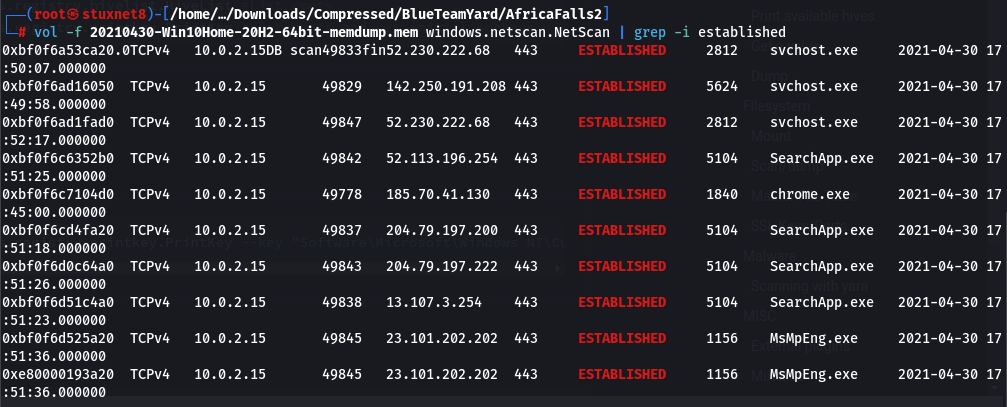 (root㉿stuxnet8)-[/home/…/Downloads/Compressed/BlueTeamYard/AfricaFalls2]
# vol -f 20210430-Win10Home-20H2-64bit-memdump.mem windows.netscan.NetScan | grep -i established
0xbf0f6a53ca20.0TCPv4 10.0.2.15DB scan49833fin52.230.222.68 443 ESTABLISHED 2812 svchost.exe 2021-04-30 17
:50:07.000000
0xbf0f6ad16050 TCPv4 10.0.2.15 49829 142.250.191.208 443 ESTABLISHED 5624 svchost.exe 2021-04-30 17
:49:58.000000
0xbf0f6ad1fad0 TCPv4 10.0.2.15 49847 52.230.222.68 443 ESTABLISHED 2812 svchost.exe 2021-04-30 17
:52:17.000000
0xbf0f6c6352b0 TCPv4 10.0.2.15 49842 52.113.196.254 443 ESTABLISHED 5104 SearchApp.exe 2021-04-30 17
:51:25.000000
0xbf0f6c7104d0 TCPv4 10.0.2.15 49778 185.70.41.130 443 ESTABLISHED 1840 chrome.exe 2021-04-30 17
:45:00.000000
0xbf0f6cd4fa20 TCPv4 10.0.2.15 49837 204.79.197.200 443 ESTABLISHED 5104 SearchApp.exe 2021-04-30 17
:51:18.000000
0xbf0f6d0c64a0 TCPv4 10.0.2.15 49843 204.79.197.222 443 ESTABLISHED 5104 SearchApp.exe 2021-04-30 17
:51:26.000000
0xbf0f6d51c4a0 TCPv4 10.0.2.15 49838 13.107.3.254 443 ESTABLISHED 5104 SearchApp.exe 2021-04-30 17
:51:23.000000
0xbf0f6d525a20 TCPv4 10.0.2.15 49845 23.101.202.202 443 ESTABLISHED 1156 MsMpEng.exe 2021-04-30 17
:51:36.000000
0xe80000193a20 TCPv4 10.0.2.15 49845 23.101.202.202 443 ESTABLISHED 1156 MsMpEng.exe 2021-04-30 17
:51:36.000000